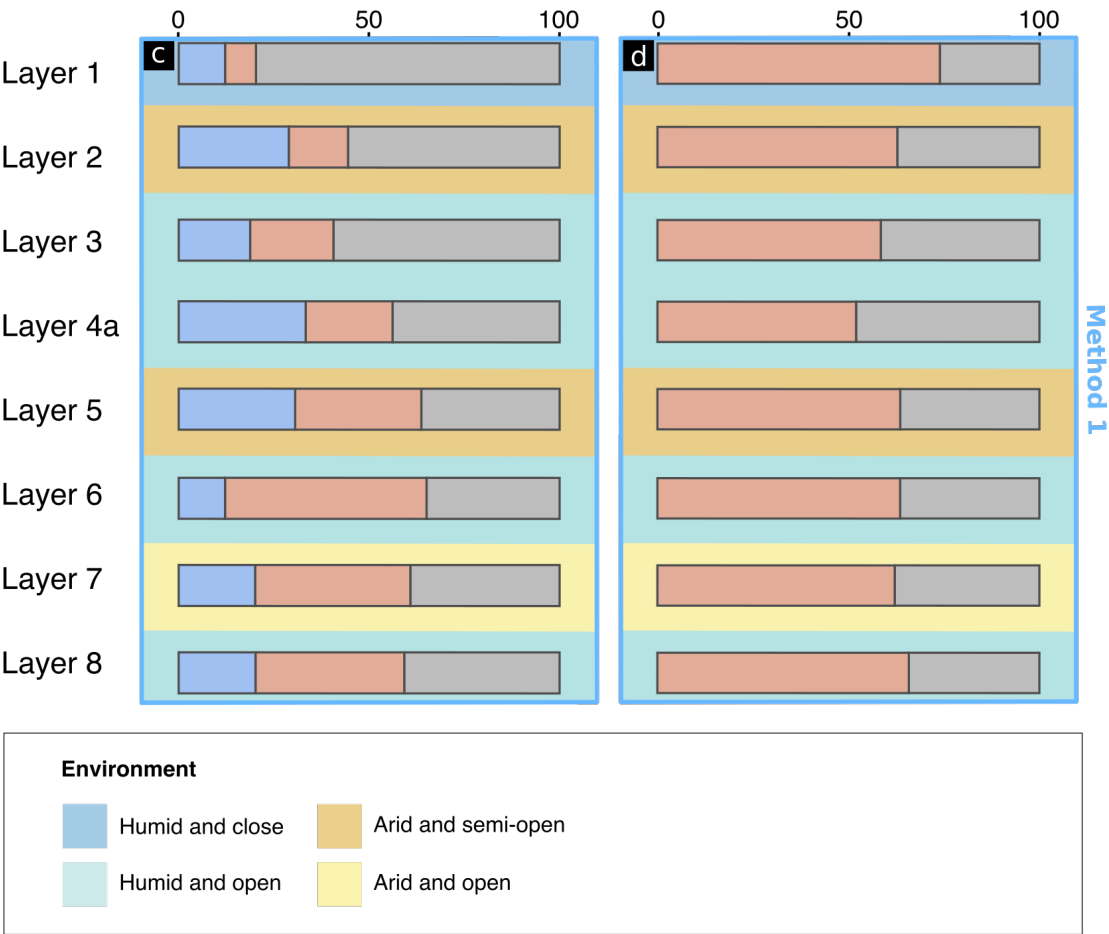 0 50 100 0 50 100
c d
Layer 1
Layer 2
Layer 3
Layer 4a
Layer 5
Layer 6
Layer 7
Layer 8
Method 1
Environment
Humid and close Arid and semi-open
Humid and open Arid and open